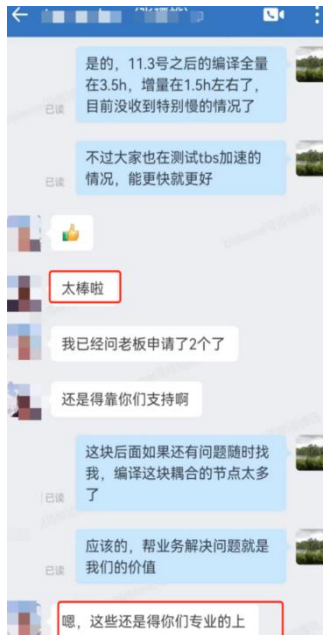 是的，11.3号之后的编译全量
在3.5h，增量在1.5h左右了，
目前没收到特别慢的情况了
已读
不过大家也在测试tbs加速的
情况，能更快就更好
已读
太棒啦
我已经问老板申请了2个了
还是得靠你们支持啊
这块后面如果还有问题随时找
我，编译这块耦合的节点太多
了
已读
应该的，帮业务解决问题就是
我们的价值
已读
嗯，这些还是得你们专业的上